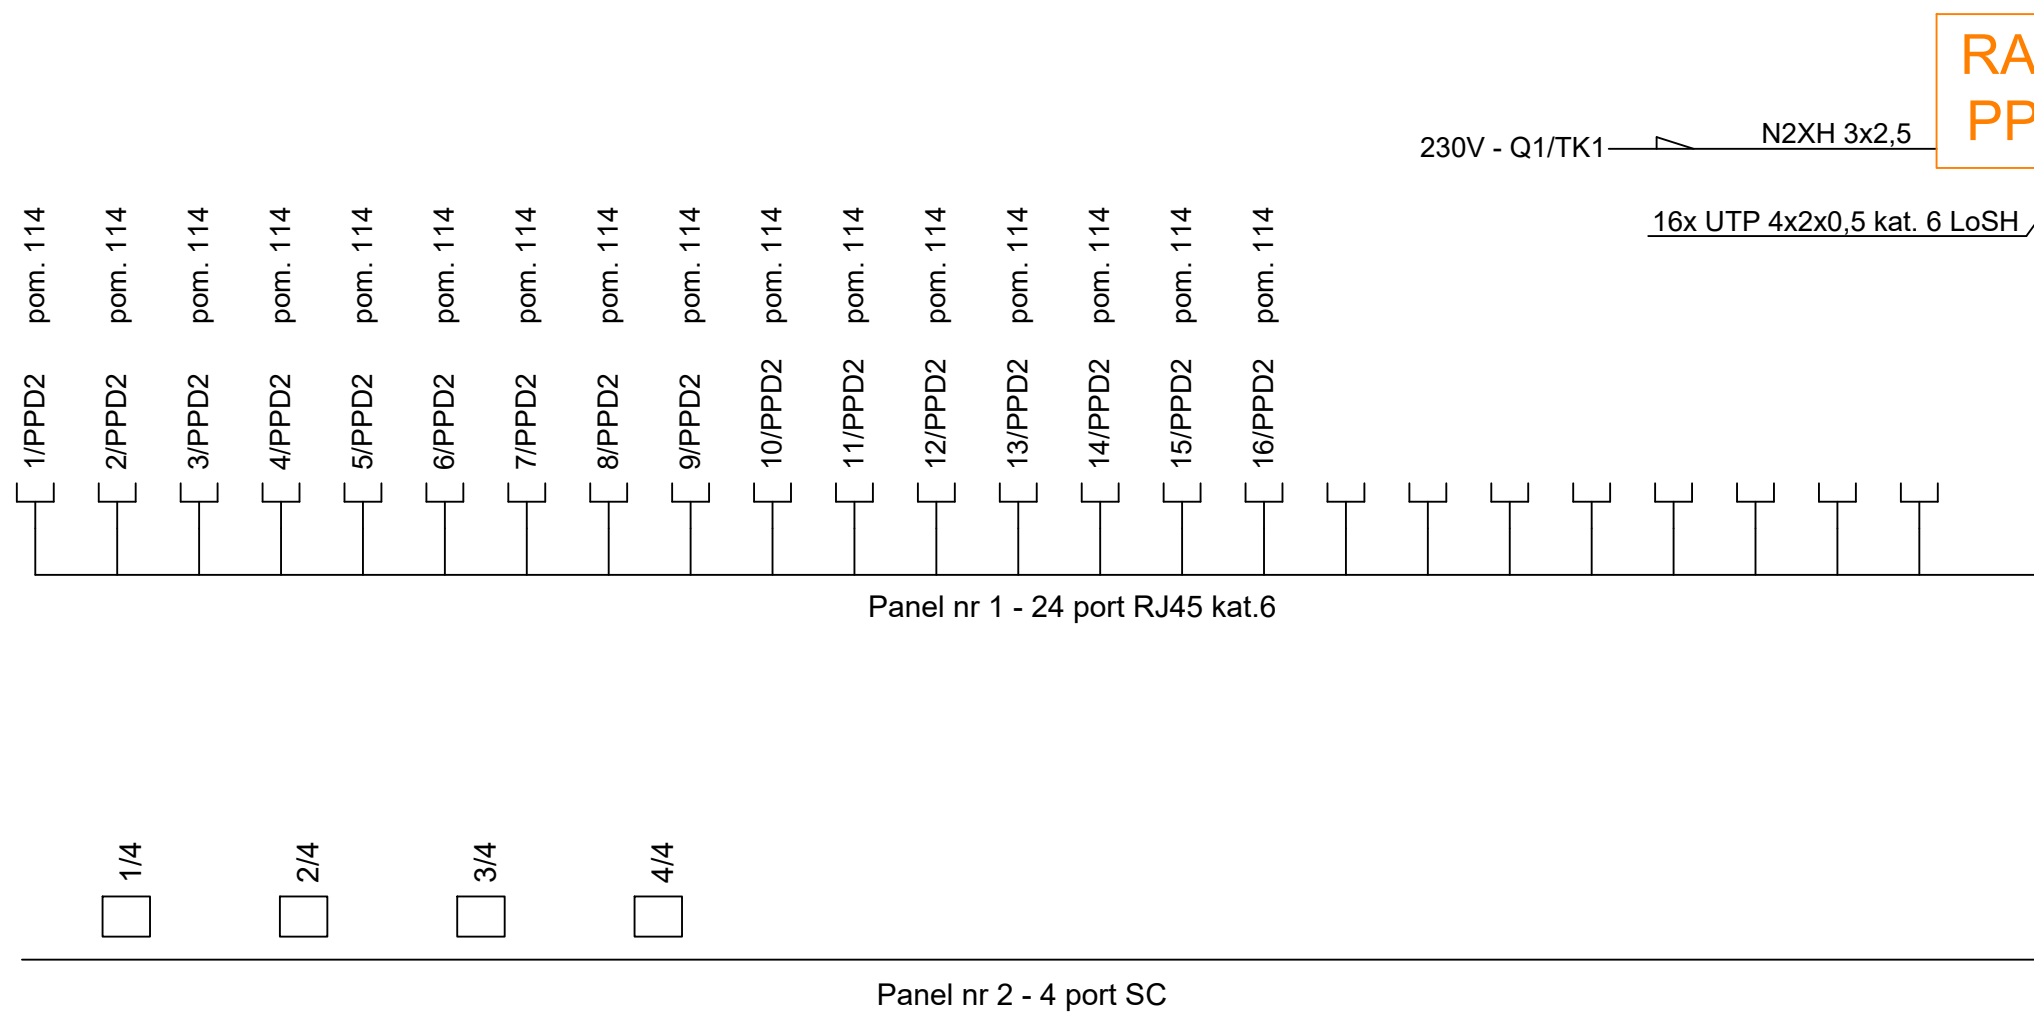 RA
PP
230V - Q1/TK1
N2XH 3x2,5
16x UTP 4x2x0,5 kat. 6 LoSH
1/PPD2 pom. 114
2/PPD2 pom. 114
3/PPD2 pom. 114
4/PPD2 pom. 114
5/PPD2 pom. 114
6/PPD2 pom. 114
7/PPD2 pom. 114
8/PPD2 pom. 114
9/PPD2 pom. 114
10/PPD2 pom. 114
11/PPD2 pom. 114
12/PPD2 pom. 114
13/PPD2 pom. 114
14/PPD2 pom. 114
15/PPD2 pom. 114
16/PPD2 pom. 114
Panel nr 1 - 24 port RJ45 kat.6
1/4
2/4
3/4
4/4
Panel nr 2 - 4 port SC